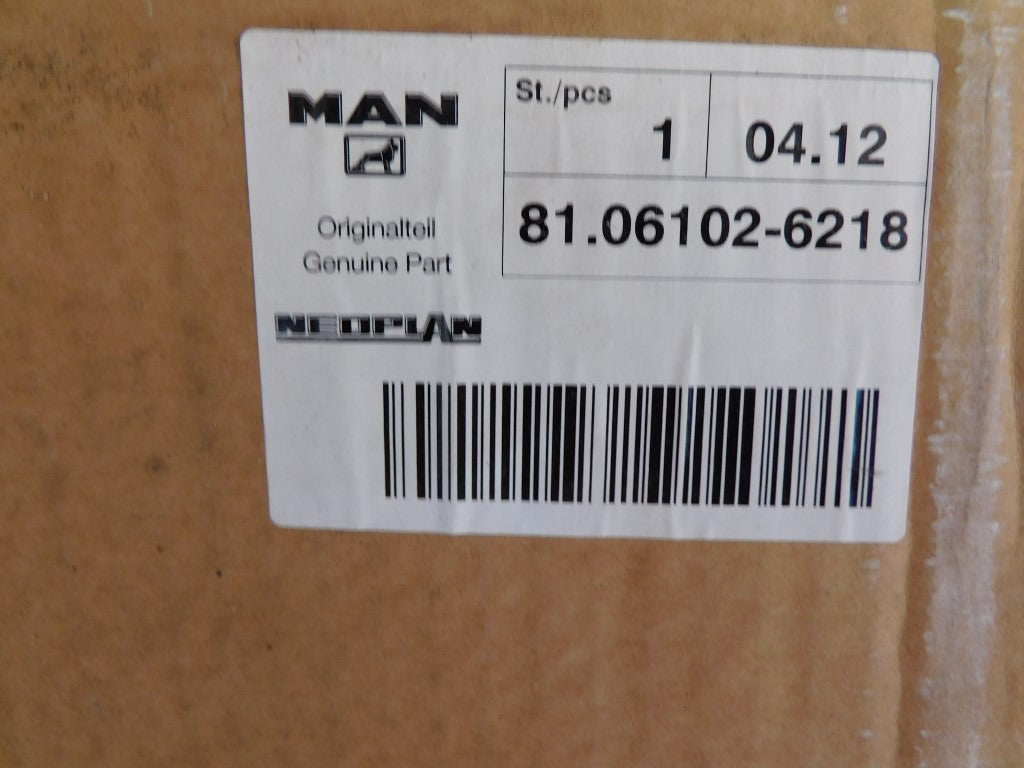 MAN
Originalteil
Genuine Part
NEOPLAN
St./pcs
1
04.12
81.06102-6218